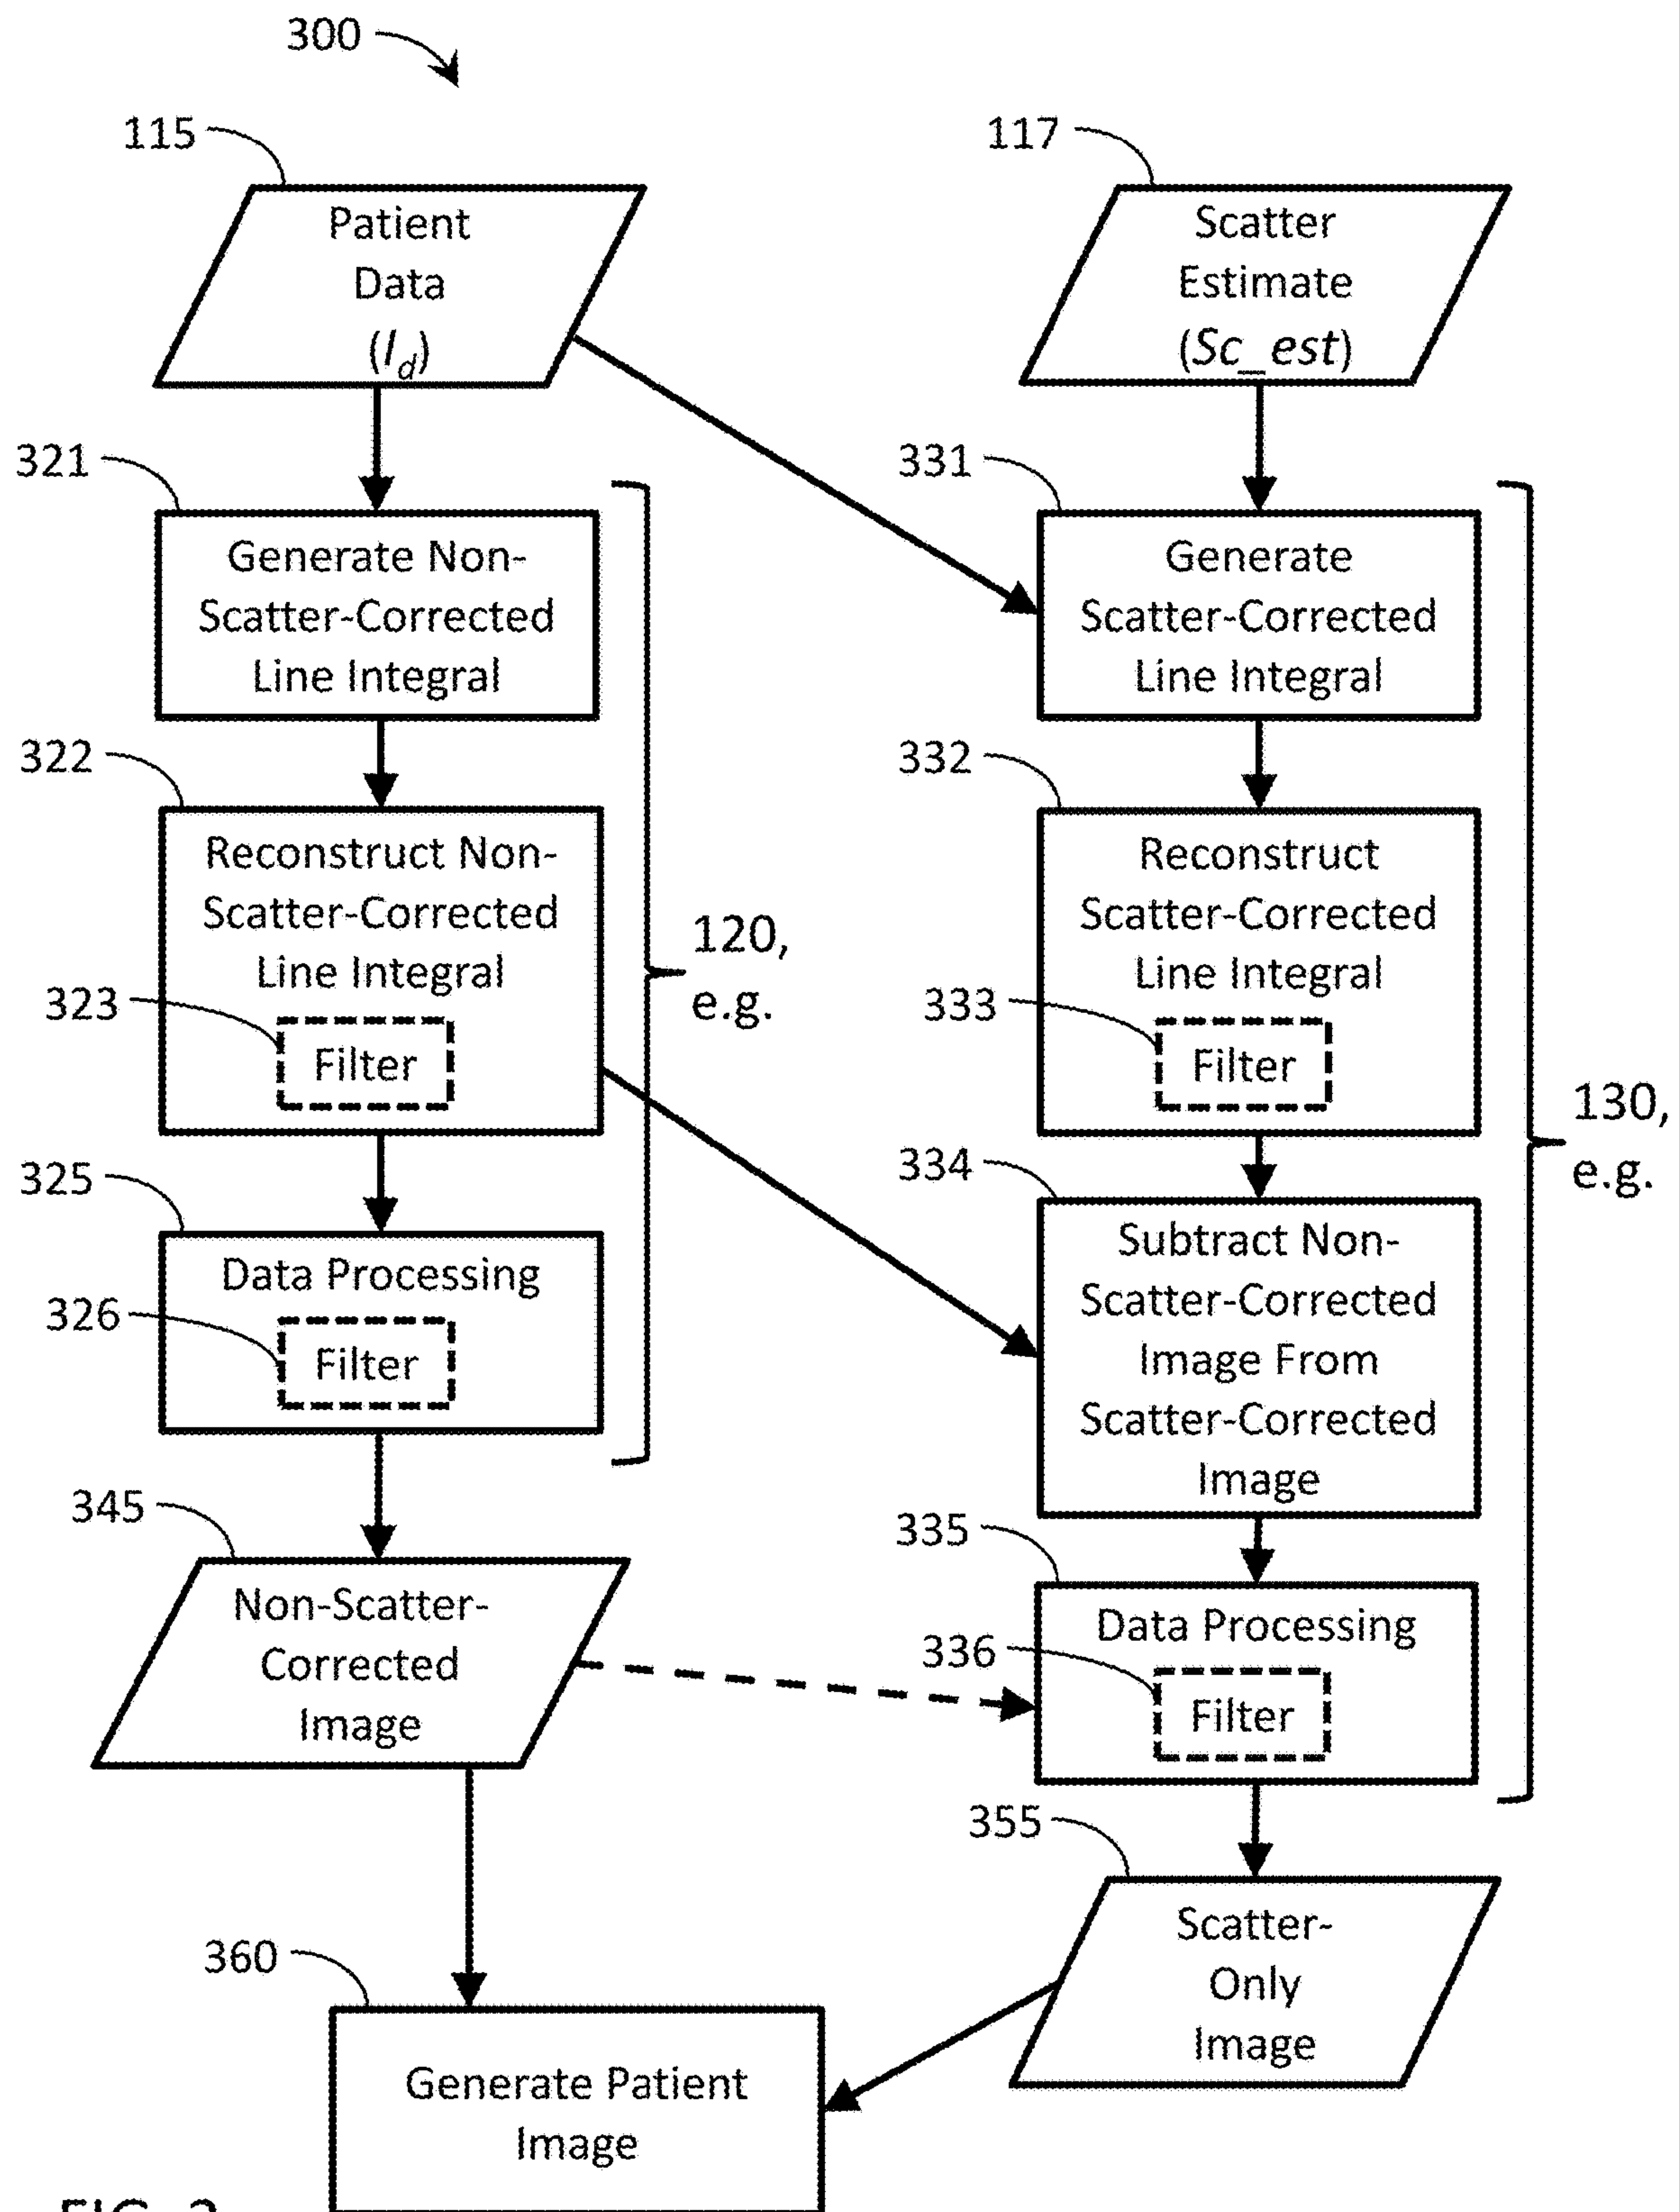 300
115
Patient
Data
(I_d)
117
Scatter
Estimate
(Sc_est)
321
Generate Non-
Scatter-Corrected
Line Integral
331
Generate
Scatter-Corrected
Line Integral
322
Reconstruct Non-
Scatter-Corrected
Line Integral
323
Filter
120,
e.g.
332
Reconstruct
Scatter-Corrected
Line Integral
333
Filter
130,
e.g.
325
Data Processing
326
Filter
334
Subtract Non-
Scatter-Corrected
Image From
Scatter-Corrected
Image
345
Non-Scatter-
Corrected
Image
335
Data Processing
336
Filter
355
Scatter-
Only
Image
360
Generate Patient
Image